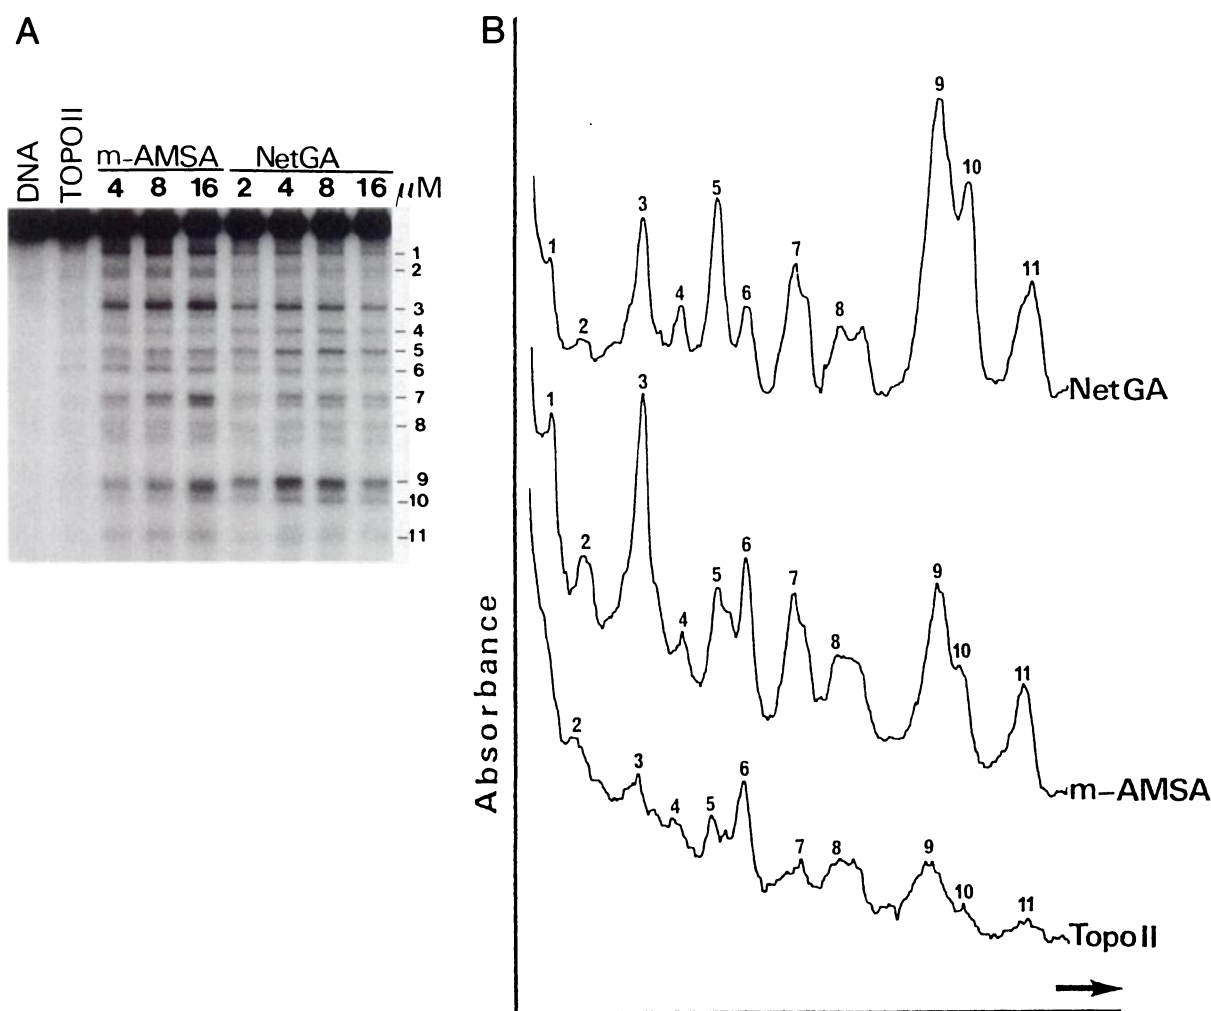 A
DNA
TOPO II
m-AMSA
NetGA
4 8 16 2 4 8 16 μM
1
2
3
4
5
6
7
8
9
10
11
B
Absorbance
1 2 3 4 5 6 7 8 9 10 11
NetGA
1 2 3 4 5 6 7 8 9 10 11
m-AMSA
2 3 4 5 6 7 8 9 10 11
Topo II